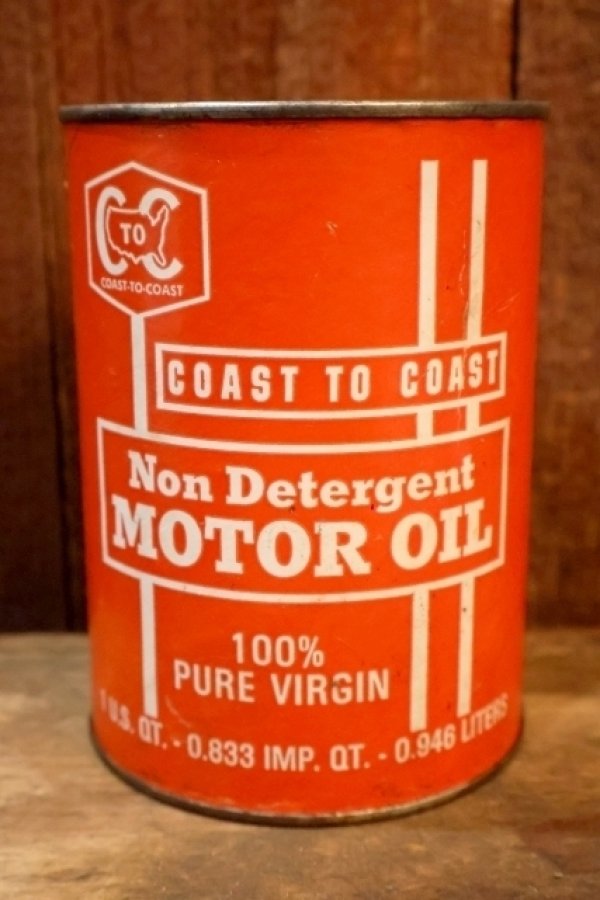 C TO C
COAST-TO-COAST
COAST TO COAST
Non Detergent
MOTOR OIL
100%
PURE VIRGIN
1 U.S. QT. - 0.833 IMP. QT. - 0.946 LITERS